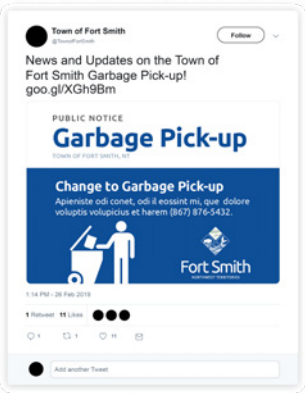 Town of Fort Smith
@TownofFortSmith
Follow
News and Updates on the Town of
Fort Smith Garbage Pick-up!
goo.gl/XGh9Bm
PUBLIC NOTICE
Garbage Pick-up
TOWN OF FORT SMITH, NT
Change to Garbage Pick-up
Apieniste odi conet, odi il eossint mi, que dolore
voluptis volupicius et harem (867) 876-5432.
Fort Smith
NORTHWEST TERRITORIES
1:14 PM - 26 Feb 2019
1 Retweet 11 Likes
1 1 11
Add another Tweet